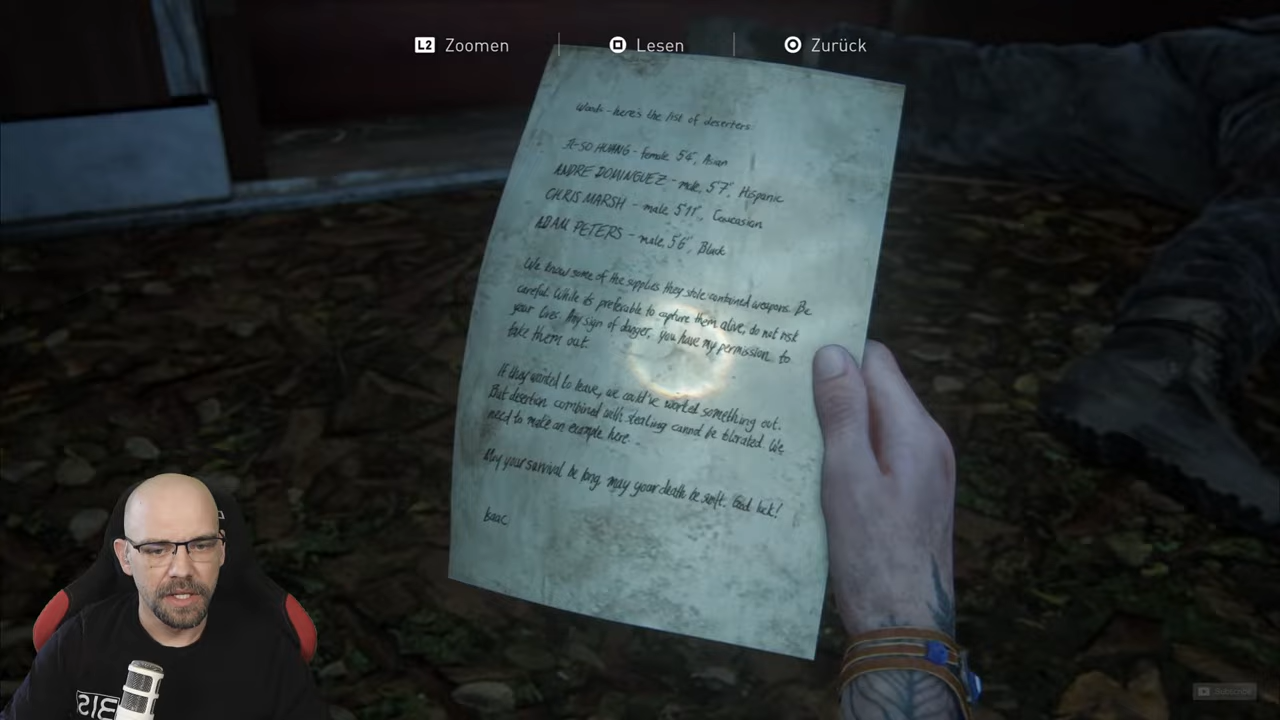 L2 Zoomen
Lesen
Zurück
Woods - here's the list of deserters:
JI-SO HUANG - female 5'4", Asian
ANDRE DOMINGUEZ - male, 5'7" Hispanic
CHRIS MARSH - male 5'11", Caucasian
ADAM PETERS - male, 5'6", Black
We know some of the supplies they stole contained weapons. Be
careful. While its preferable to capture them alive, do not risk
your lives. Any sign of danger, you have my permission to
take them out.
If they wanted to leave, we could've worked something out.
But desertion combined with stealing cannot be tolerated. We
need to make an example here.
May your survival be long, may your death be swift. Good luck!
Isaac.
SUBSCRIBE